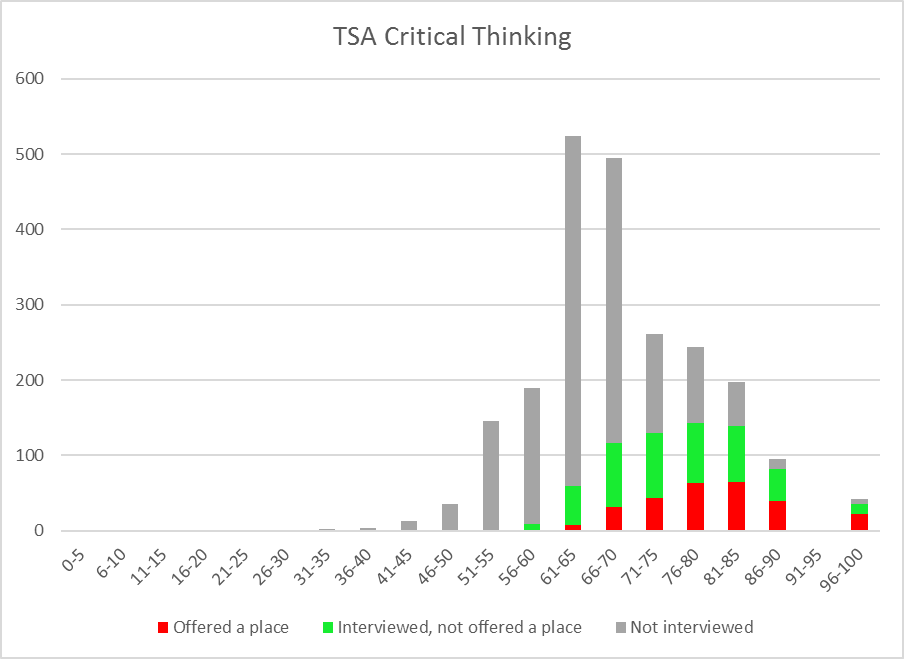 TSA Critical Thinking
600
500
400
300
200
100
0
0-5 6-10 11-15 16-20 21-25 26-30 31-35 36-40 41-45 46-50 51-55 56-60 61-65 66-70 71-75 76-80 81-85 86-90 91-95 96-100
Offered a place Interviewed, not offered a place Not interviewed